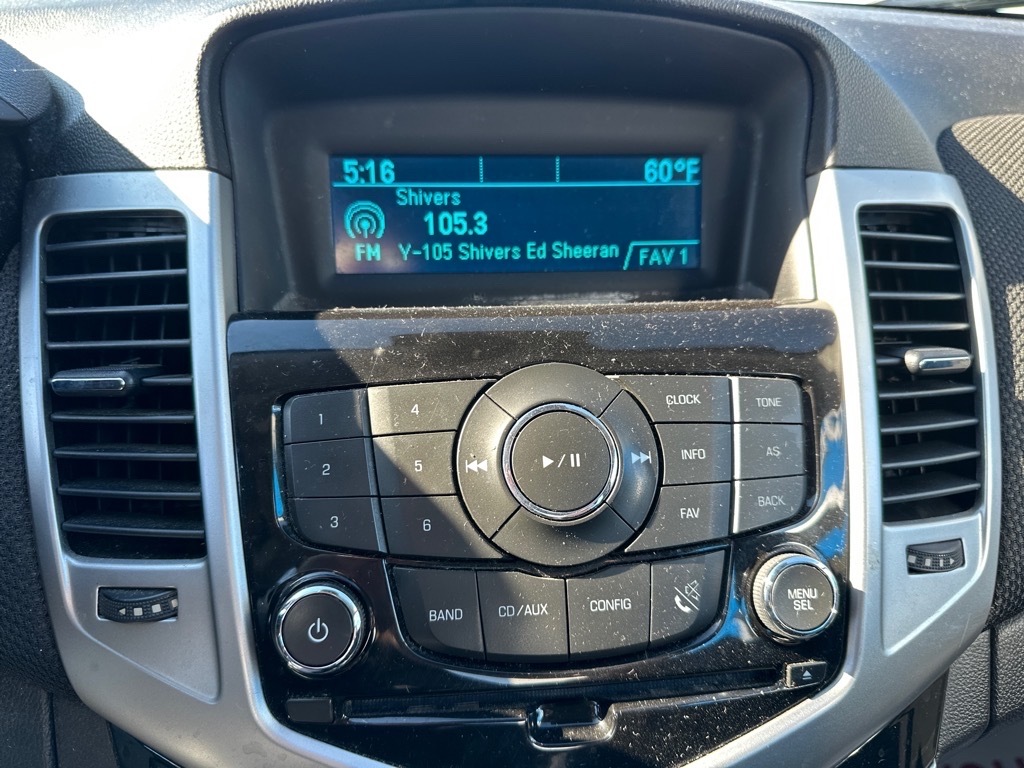 5:16 60°F
Shivers
105.3
FM Y-105 Shivers Ed Sheeran FAV 1
1 4 CLOCK TONE
2 5 INFO AS
3 6 FAV BACK
BAND CD/AUX CONFIG MENU
SEL